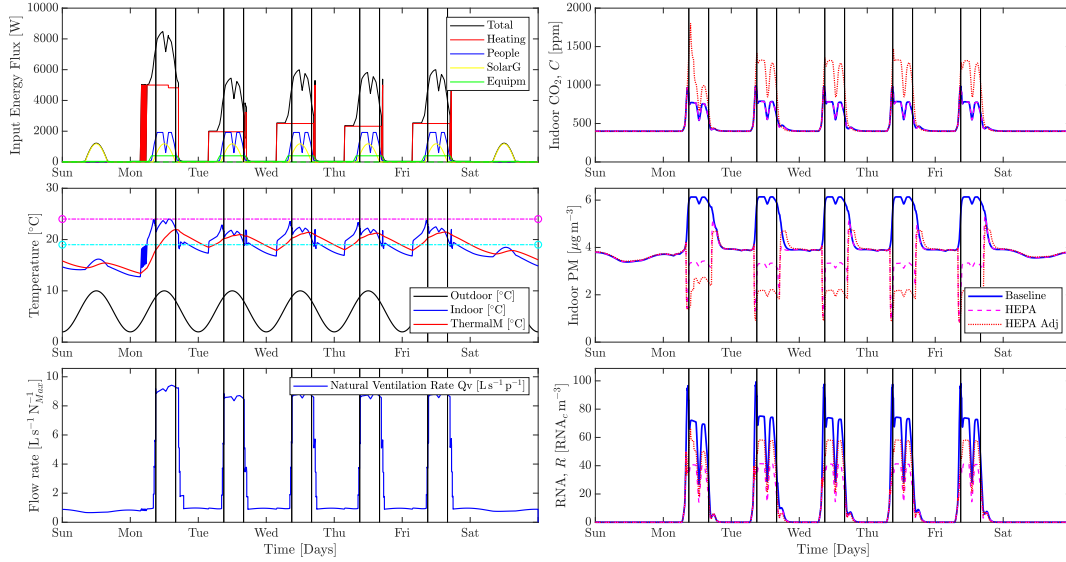 Input Energy Flux [W]
10000
8000
6000
4000
2000
0
Total
Heating
People
SolarG
Equipm
Sun Mon Tue Wed Thu Fri Sat
Indoor CO2, C [ppm]
2000
1500
1000
500
0
Sun Mon Tue Wed Thu Fri Sat
Temperature [°C]
30
20
10
0
Outdoor [°C]
Indoor [°C]
ThermalM [°C]
Sun Mon Tue Wed Thu Fri Sat
Indoor PM [μg m−3]
6
4
2
0
Baseline
HEPA
HEPA Adj
Sun Mon Tue Wed Thu Fri Sat
Flow rate [L s−1 N−1Max]
10
8
6
4
2
0
Natural Ventilation Rate Qv [L s−1 p−1]
Sun Mon Tue Wed Thu Fri Sat
Time [Days]
RNA, R [RNAc m−3]
100
80
60
40
20
0
Sun Mon Tue Wed Thu Fri Sat
Time [Days]